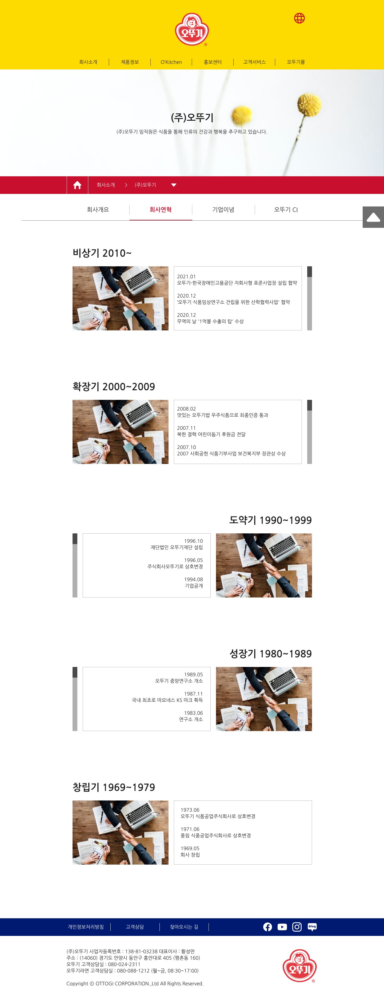 오뚜기
®
회사소개
제품정보
O'Kitchen
홍보센터
고객서비스
오뚜기몰
(주)오뚜기
(주)오뚜기 임직원은 식품을 통해 인류의 건강과 행복을 추구하고 있습니다.
회사소개 > (주)오뚜기
회사개요
회사연혁
기업이념
오뚜기 CI
비상기 2010~
2021.01
오뚜기-한국장애인고용공단 자회사형 표준사업장 설립 협약
2020.12
'오뚜기 식품임상연구소 건립을 위한 산학협력사업' 협약
2020.12
무역의 날 '1억불 수출의 탑' 수상
확장기 2000~2009
2008.02
맛있는 오뚜기밥 우주식품으로 최종인증 통과
2007.11
북한 결핵 어린이돕기 후원금 전달
2007.10
2007 사회공헌 식품기부사업 보건복지부 장관상 수상
도약기 1990~1999
1996.10
재단법인 오뚜기재단 설립
1996.05
주식회사오뚜기로 상호변경
1994.08
기업공개
성장기 1980~1989
1989.05
오뚜기 중앙연구소 개소
1987.11
국내 최초로 마요네스 KS 마크 획득
1983.06
연구소 개소
창립기 1969~1979
1973.06
오뚜기 식품공업주식회사로 상호변경
1971.06
풍림 식품공업주식회사로 상호변경
1969.05
회사 창립
개인정보처리방침
고객상담
찾아오시는 길
blog
(주)오뚜기 사업자등록번호 : 138-81-03238 대표이사 : 황성만
주소 : (14060) 경기도 안양시 동안구 흥안대로 405 (평촌동 160)
오뚜기 고객상담실 : 080-024-2311
오뚜기라면 고객상담실 : 080-088-1212 (월~금, 08:30~17:00)
Copyright ⓒ OTTOGI CORPORATION.,Ltd All Rights Reserved.
오뚜기
®